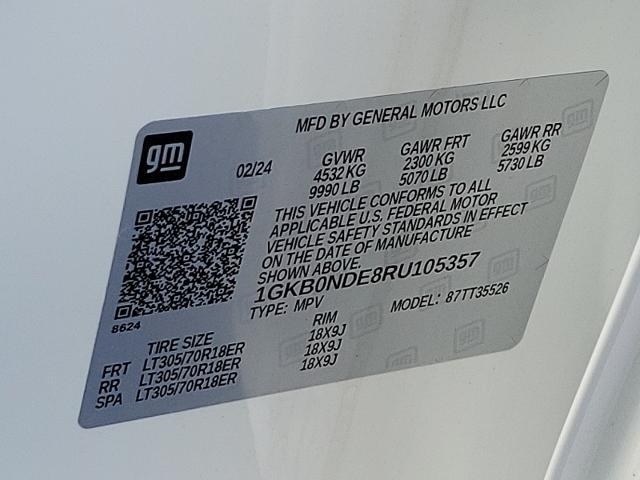 MFD BY GENERAL MOTORS LLC
gm
02/24
GVWR
4532 KG
9990 LB
GAWR FRT
2300 KG
5070 LB
GAWR RR
2599 KG
5730 LB
THIS VEHICLE CONFORMS TO ALL
APPLICABLE U.S. FEDERAL MOTOR
VEHICLE SAFETY STANDARDS IN EFFECT
ON THE DATE OF MANUFACTURE
SHOWN ABOVE.
1GKB0NDE8RU105357
TYPE: MPV
MODEL: 87TT35526
8624
TIRE SIZE
RIM
FRT LT305/70R18ER 18X9J
RR LT305/70R18ER 18X9J
SPA LT305/70R18ER 18X9J